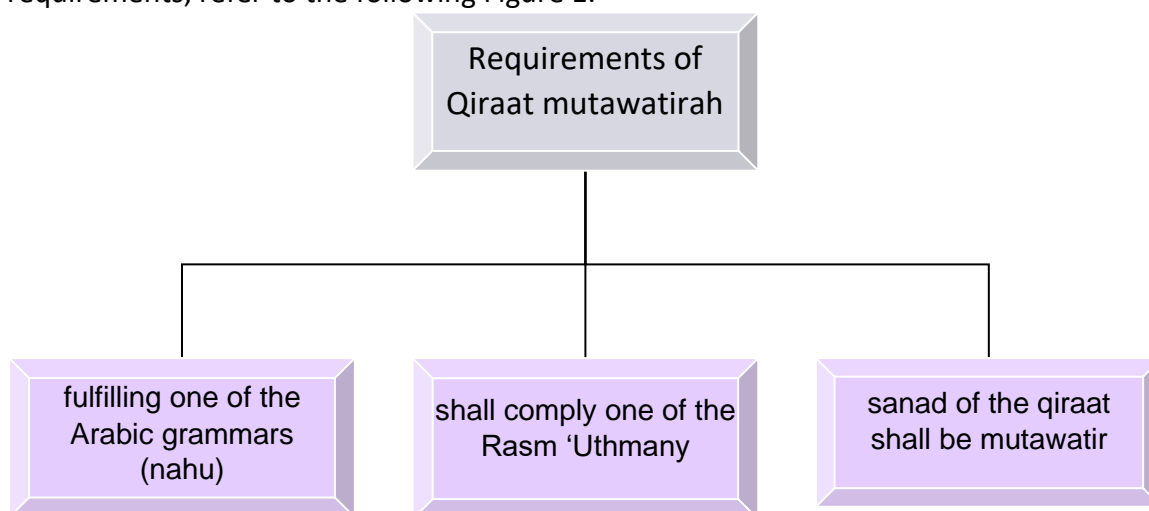 requirements, refer to the following Figure 1.
Requirements of
Qiraat mutawatirah
fulfilling one of the
Arabic grammars
(nahu)
shall comply one of the
Rasm ‘Uthmany
sanad of the qiraat
shall be mutawatir